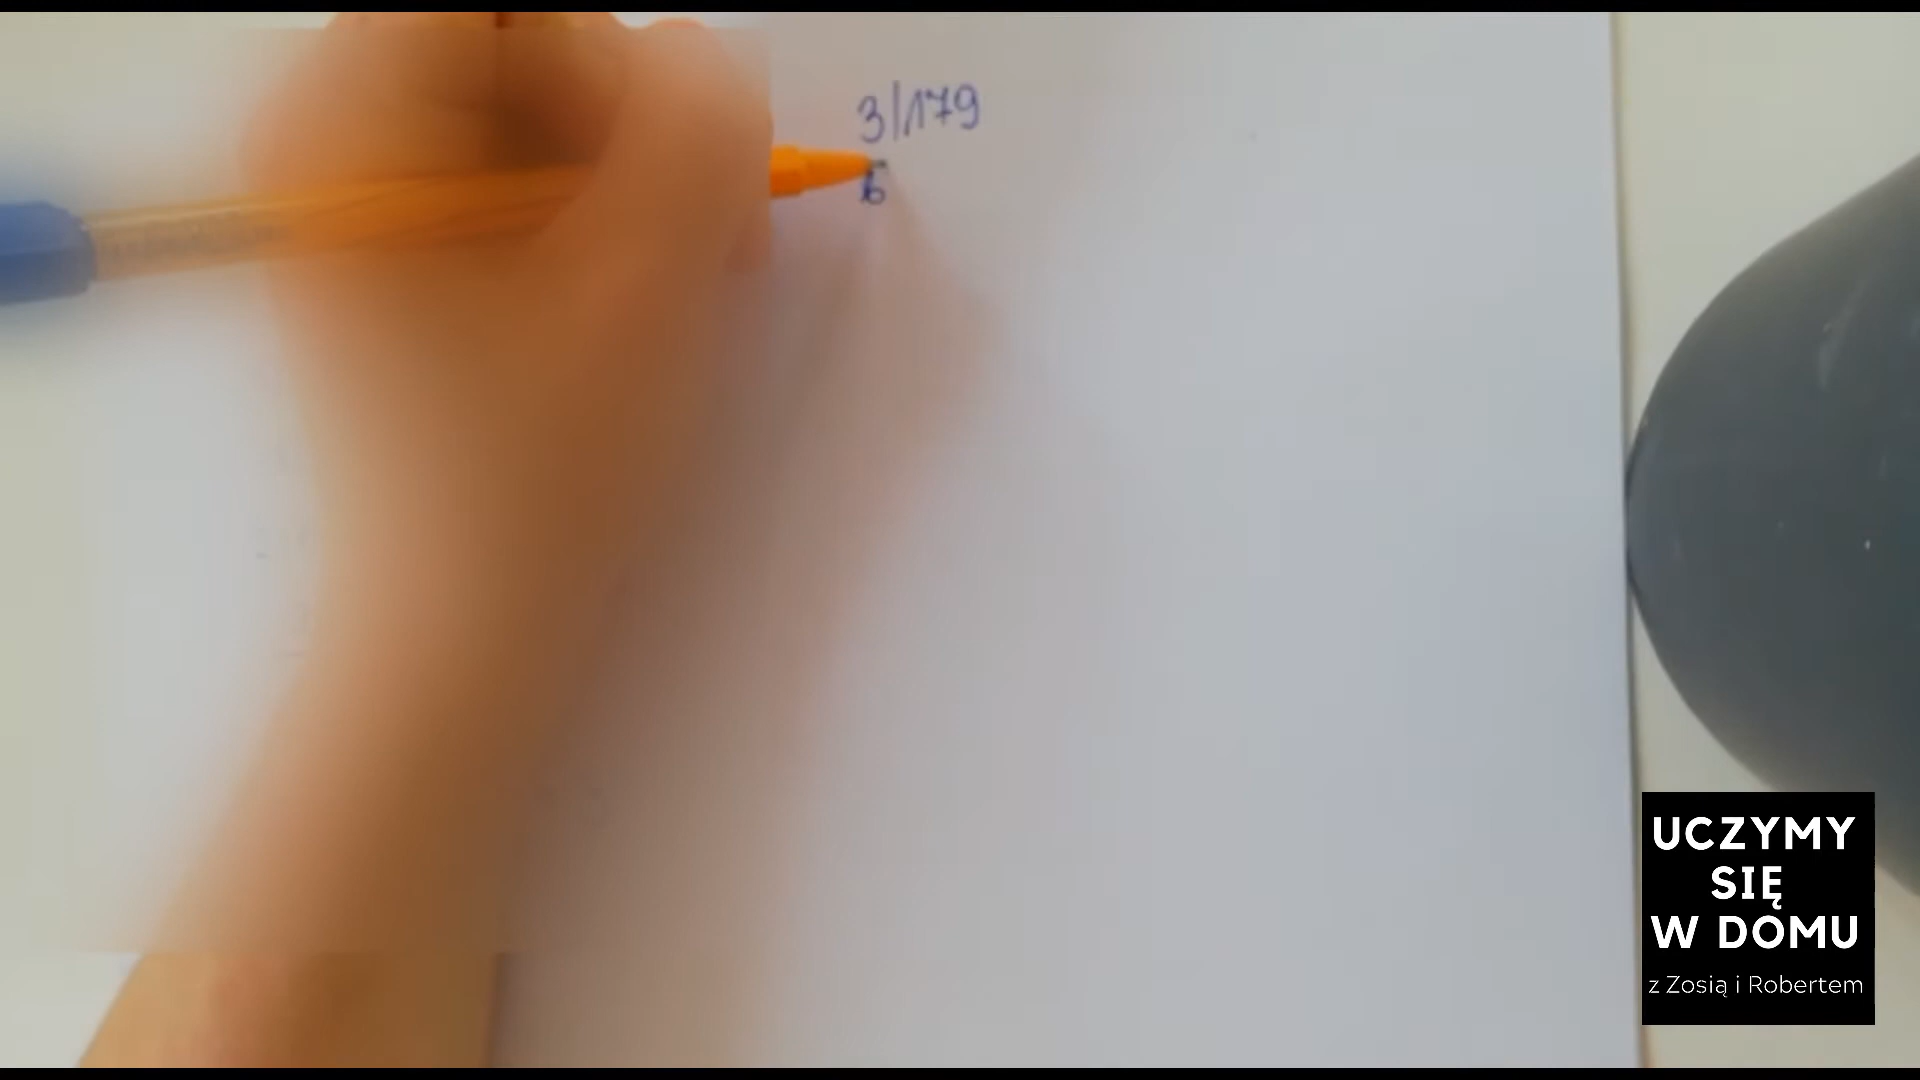 3/179
6
UCZYMY
SIĘ
W DOMU
z Zosią i Robertem